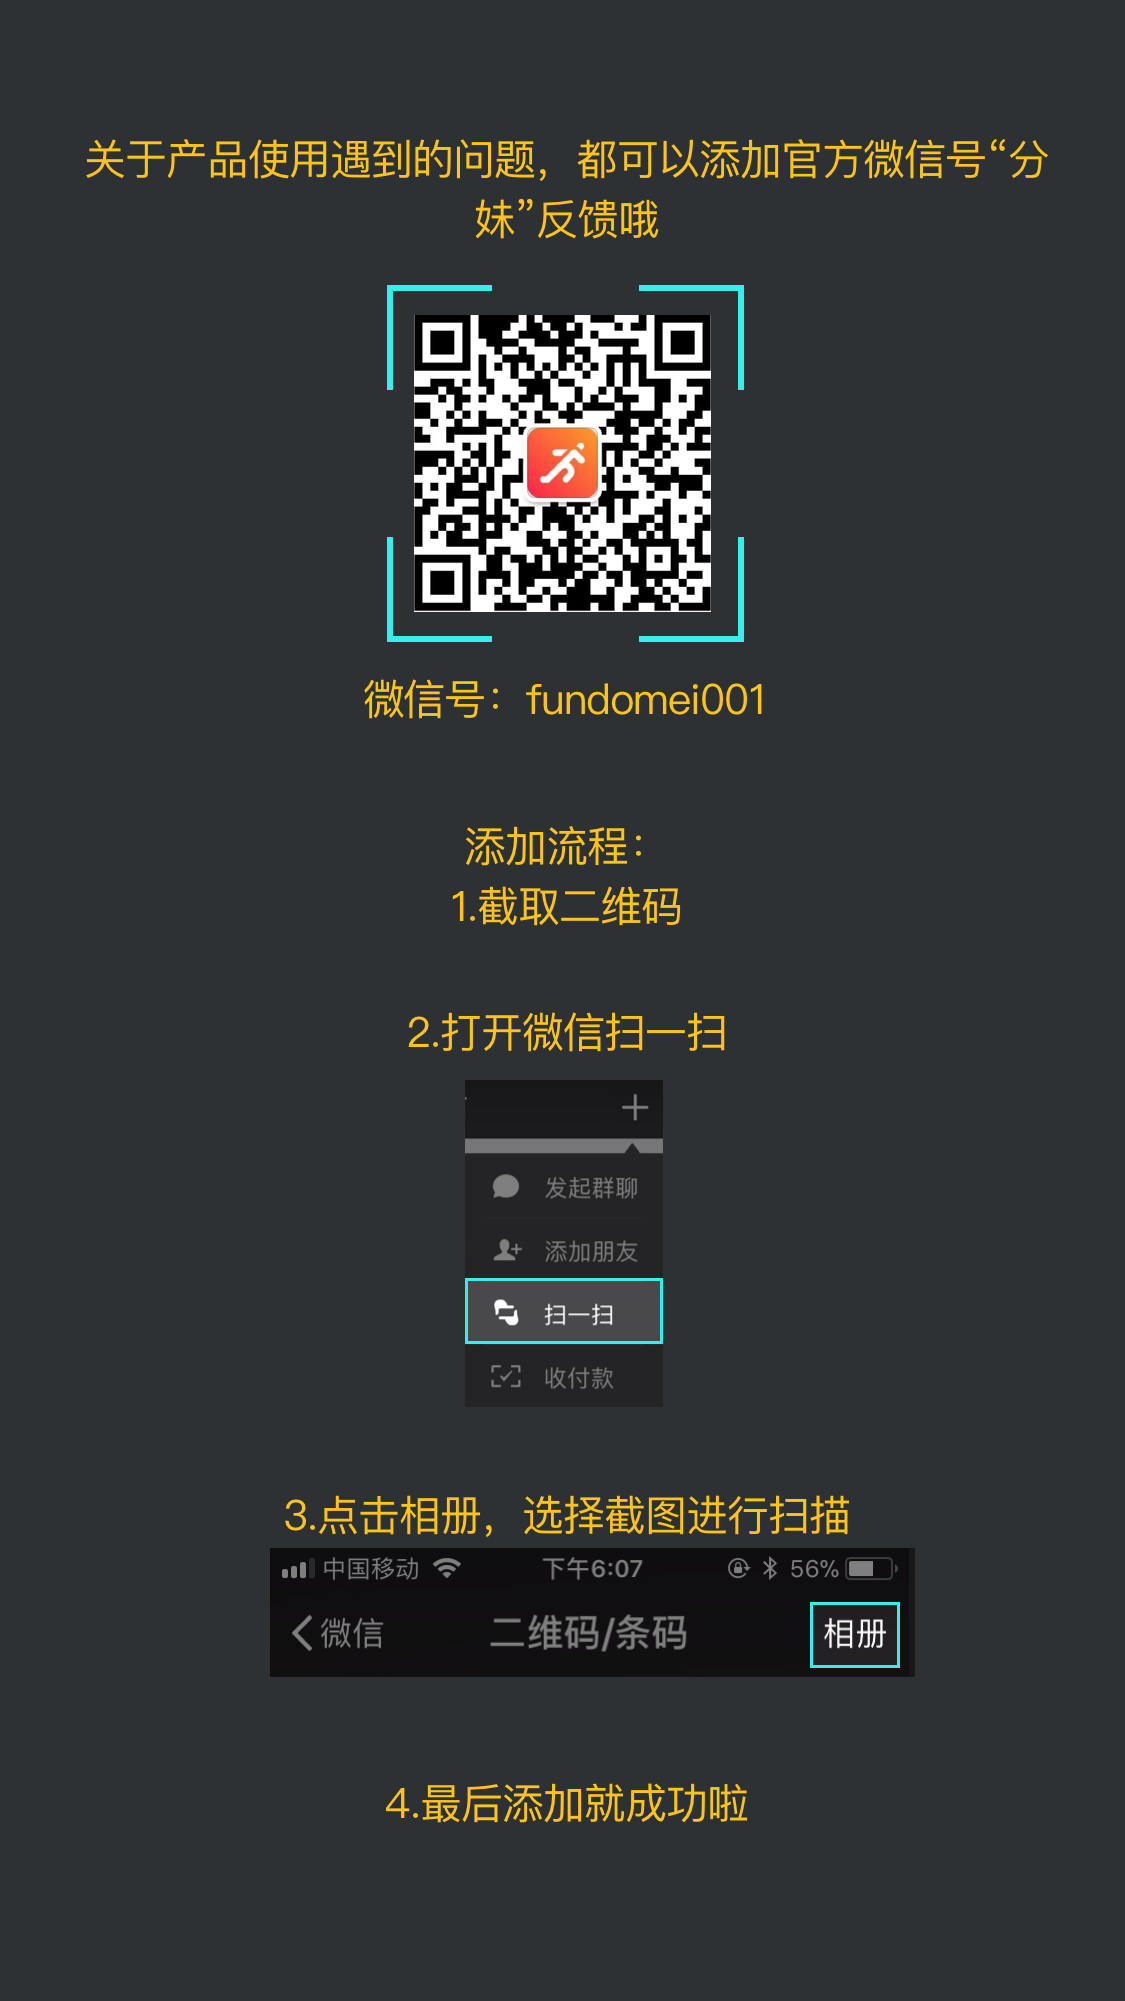 关于产品使用遇到的问题，都可以添加官方微信号“分
妹”反馈哦
微信号：fundomei001
添加流程：
1.截取二维码
2.打开微信扫一扫
发起群聊
添加朋友
扫一扫
收付款
3.点击相册，选择截图进行扫描
中国移动 下午6:07 56%
微信 二维码/条码 相册
4.最后添加就成功啦